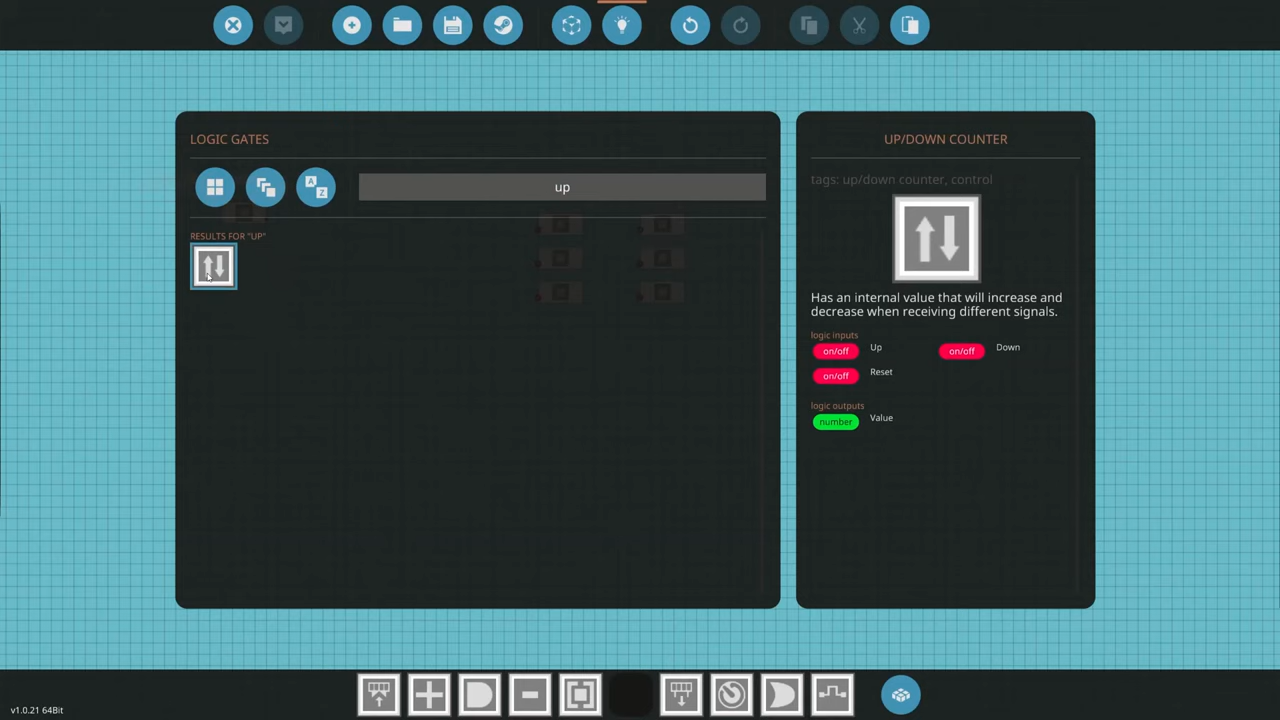 LOGIC GATES
A
Z
up
RESULTS FOR "UP"
UP/DOWN COUNTER
tags: up/down counter, control
Has an internal value that will increase and
decrease when receiving different signals.
logic inputs
on/off Up on/off Down
on/off Reset
logic outputs
number Value
v1.0.21 64Bit